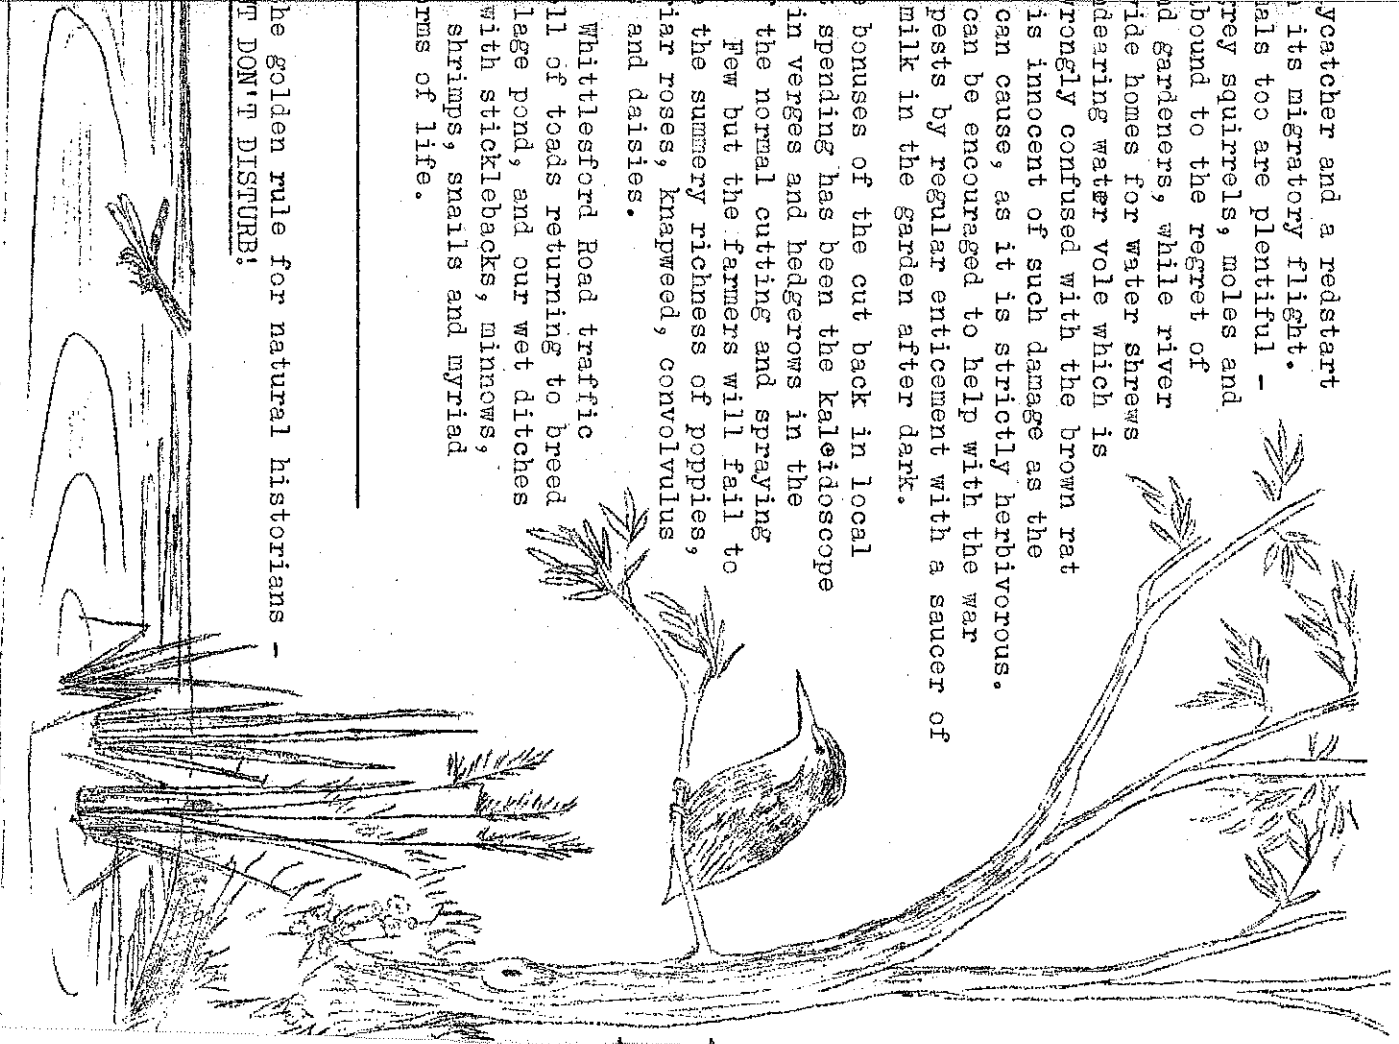 ycatcher and a redstart
its migratory flight.
als too are plentiful -
grey squirrels, moles and
bound to the regret of
d gardeners, while river
ride homes for water shrews
dearing water vole which is
rongly confused with the brown rat
is innocent of such damage as the
can cause, as it is strictly herbivorous.
can be encouraged to help with the war
pests by regular enticement with a saucer of
milk in the garden after dark.
bonuses of the cut back in local
spending has been the kaleidoscope
in verges and hedgerows in the
the normal cutting and spraying
Few but the farmers will fail to
the summery richness of poppies,
iar roses, knapweed, convolvulus
and daisies.
Whittlesford Road traffic
ll of toads returning to breed
lage pond, and our wet ditches
with sticklebacks, minnows,
shrimps, snails and myriad
rms of life.
he golden rule for natural historians -
T DON'T DISTURB!